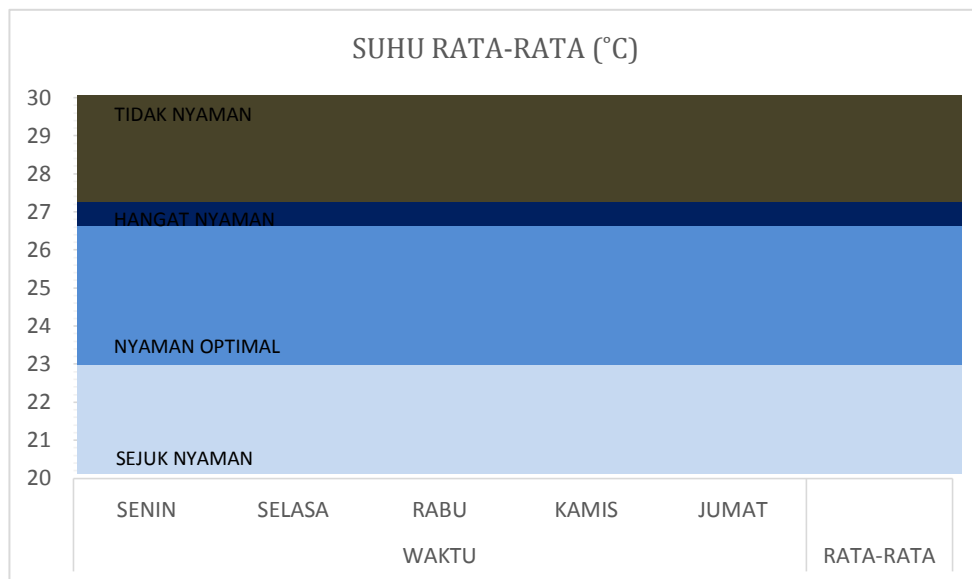 SUHU RATA-RATA (˚C)
30
TIDAK NYAMAN
29
28
27
HANGAT NYAMAN
26
25
24
NYAMAN OPTIMAL
23
22
21
SEJUK NYAMAN
20
SENIN SELASA RABU KAMIS JUMAT
WAKTU RATA-RATA